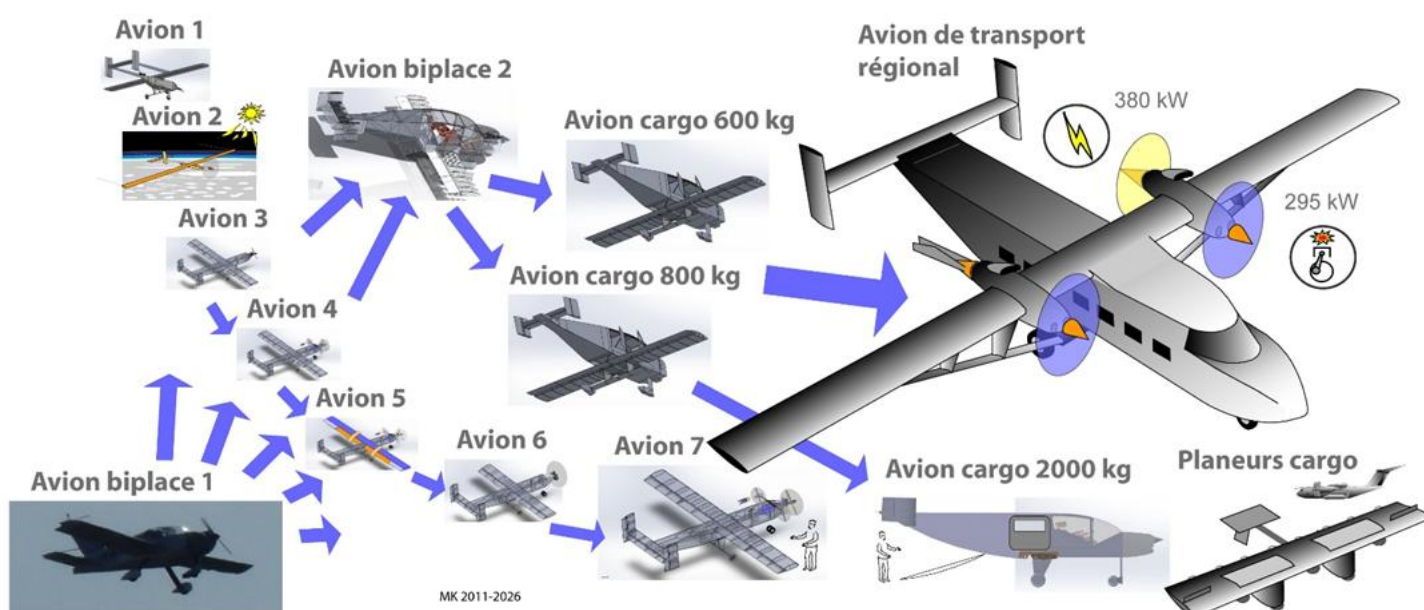 Avion 1
Avion 2
Avion 3
Avion 4
Avion 5
Avion 6
Avion 7
Avion biplace 1
Avion biplace 2
Avion cargo 600 kg
Avion cargo 800 kg
Avion cargo 2000 kg
Planeurs cargo
Avion de transport
régional
380 kW
295 kW
MK 2011-2026